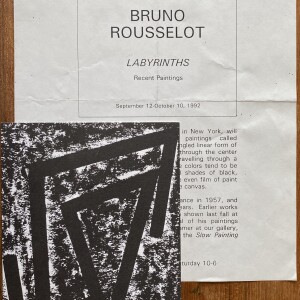 BRUNO
ROUSSELOT
LABYRINTHS
Recent Paintings
September 12-October 10, 1992
in New York, will
paintings called
ngled linear form of
through the center
travelling through a
colors tend to be
shades of black,
even film of paint
canvas.
ance in 1957, and
ears. Earlier works
shown last fall at
d of his paintings
mer at our gallery,
the Slow Painting
turday 10-6